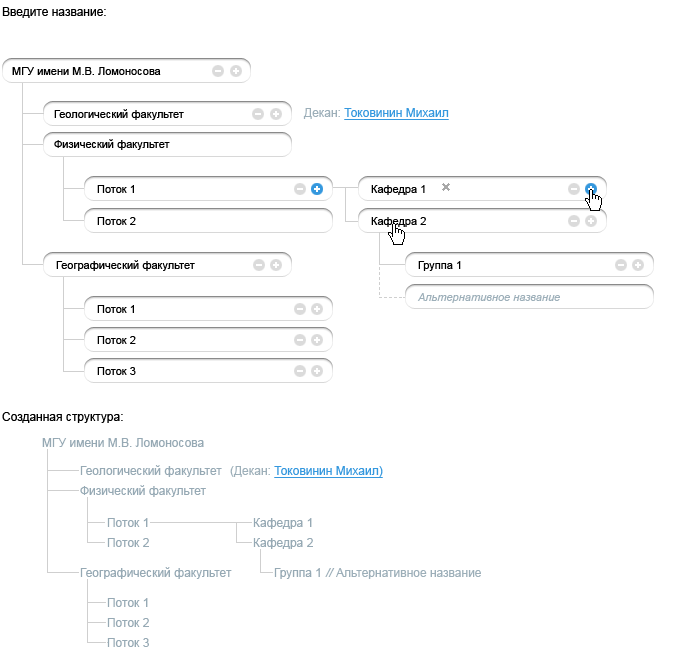 Введите название:
МГУ имени М.В. Ломоносова
Геологический факультет Декан: Токовинин Михаил
Физический факультет
Поток 1 Кафедра 1
Поток 2 Кафедра 2
Географический факультет Группа 1
Поток 1 Альтернативное название
Поток 2
Поток 3
Созданная структура:
МГУ имени М.В. Ломоносова
Геологический факультет (Декан: Токовинин Михаил)
Физический факультет
Поток 1 Кафедра 1
Поток 2 Кафедра 2
Географический факультет Группа 1 // Альтернативное название
Поток 1
Поток 2
Поток 3